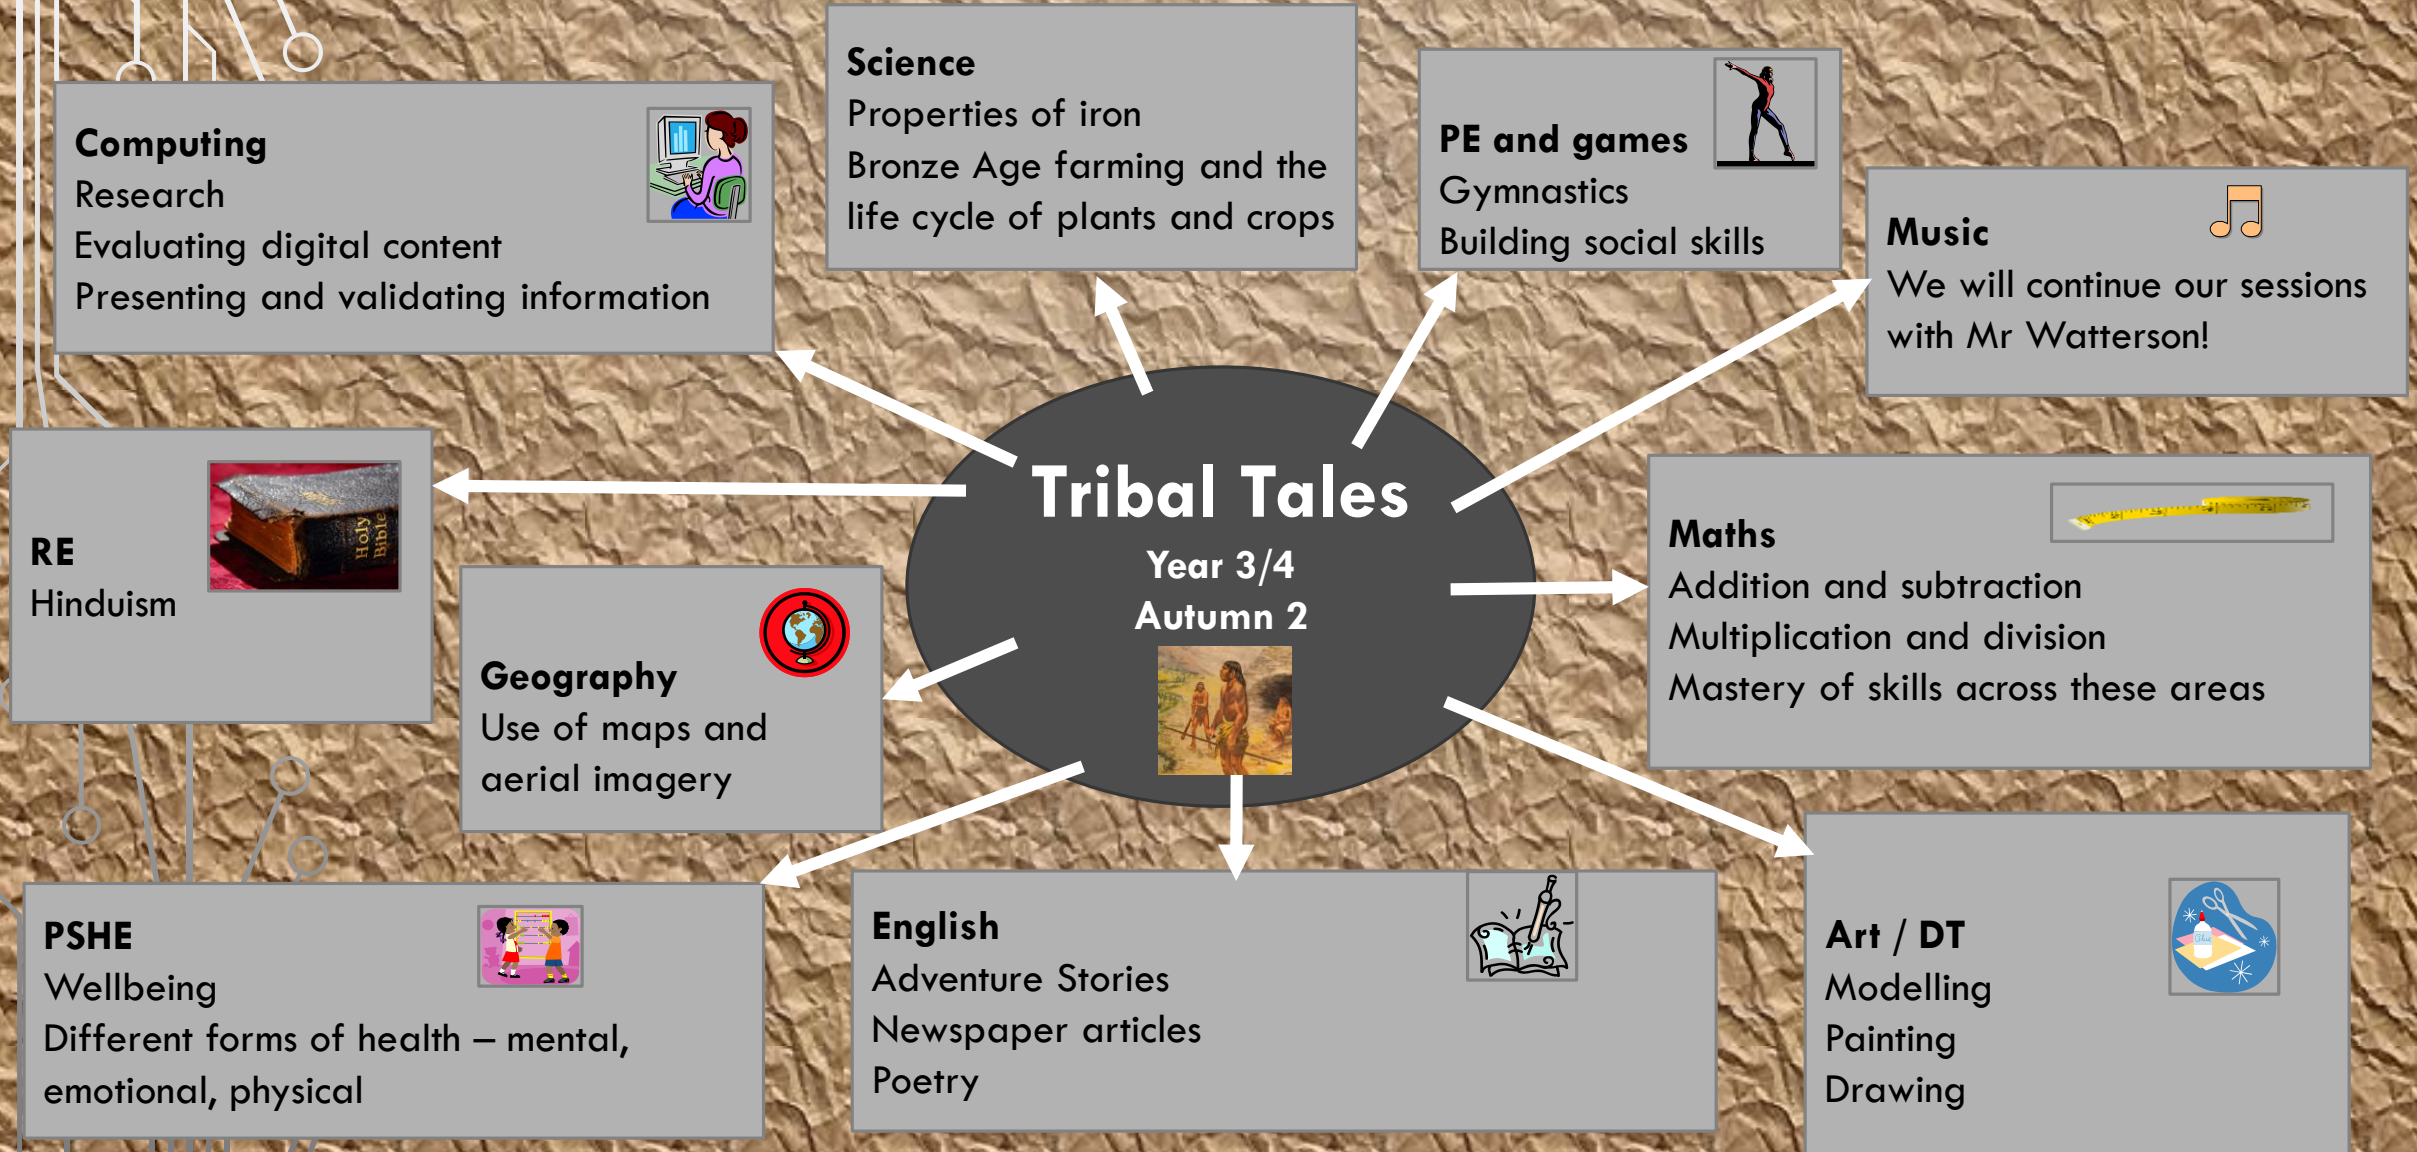 Computing
Research
Evaluating digital content
Presenting and validating information
Science
Properties of iron
Bronze Age farming and the
life cycle of plants and crops
PE and games
Gymnastics
Building social skills
Music
We will continue our sessions
with Mr Watterson!
RE
Hinduism
Holy
Bible
Geography
Use of maps and
aerial imagery
Tribal Tales
Year 3/4
Autumn 2
Maths
Addition and subtraction
Multiplication and division
Mastery of skills across these areas
PSHE
Wellbeing
Different forms of health – mental,
emotional, physical
English
Adventure Stories
Newspaper articles
Poetry
Art / DT
Modelling
Painting
Drawing
Glue